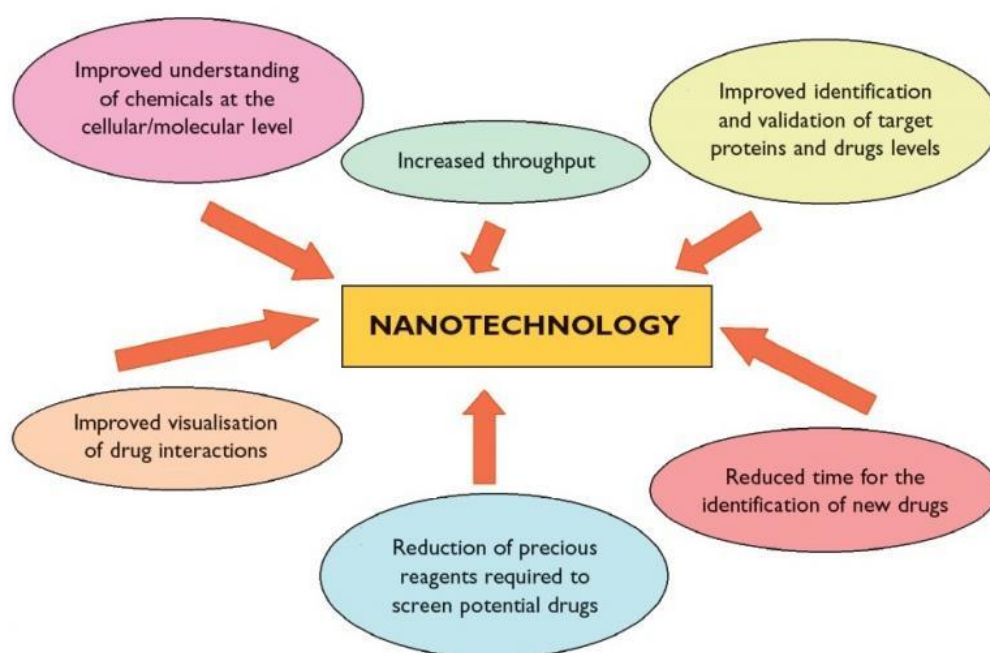 Improved understanding
of chemicals at the
cellular/molecular level
Increased throughput
Improved identification
and validation of target
proteins and drugs levels
NANOTECHNOLOGY
Improved visualisation
of drug interactions
Reduction of precious
reagents required to
screen potential drugs
Reduced time for the
identification of new drugs